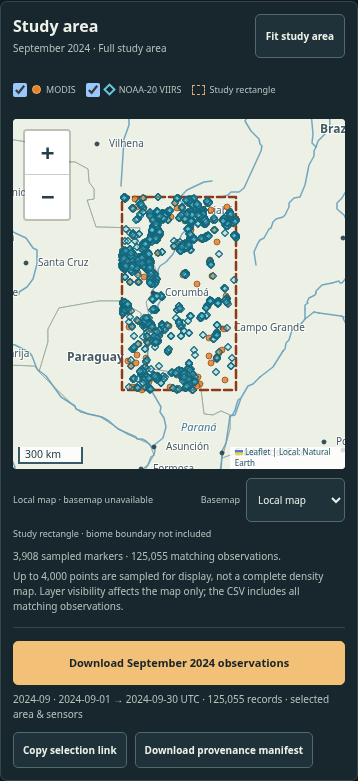 Study area
September 2024 · Full study area
Fit study area
MODIS
NOAA-20 VIIRS
Study rectangle
Braz
+
−
Vilhena
Santa Cruz
Corumbá
Campo Grande
Paraguay
Paraná
Asunción
Formosa
300 km
Leaflet | Local: Natural
Earth
Local map · basemap unavailable
Basemap
Local map
Study rectangle · biome boundary not included
3,908 sampled markers · 125,055 matching observations.
Up to 4,000 points are sampled for display, not a complete density
map. Layer visibility affects the map only; the CSV includes all
matching observations.
Download September 2024 observations
2024-09 · 2024-09-01 → 2024-09-30 UTC · 125,055 records · selected
area & sensors
Copy selection link
Download provenance manifest